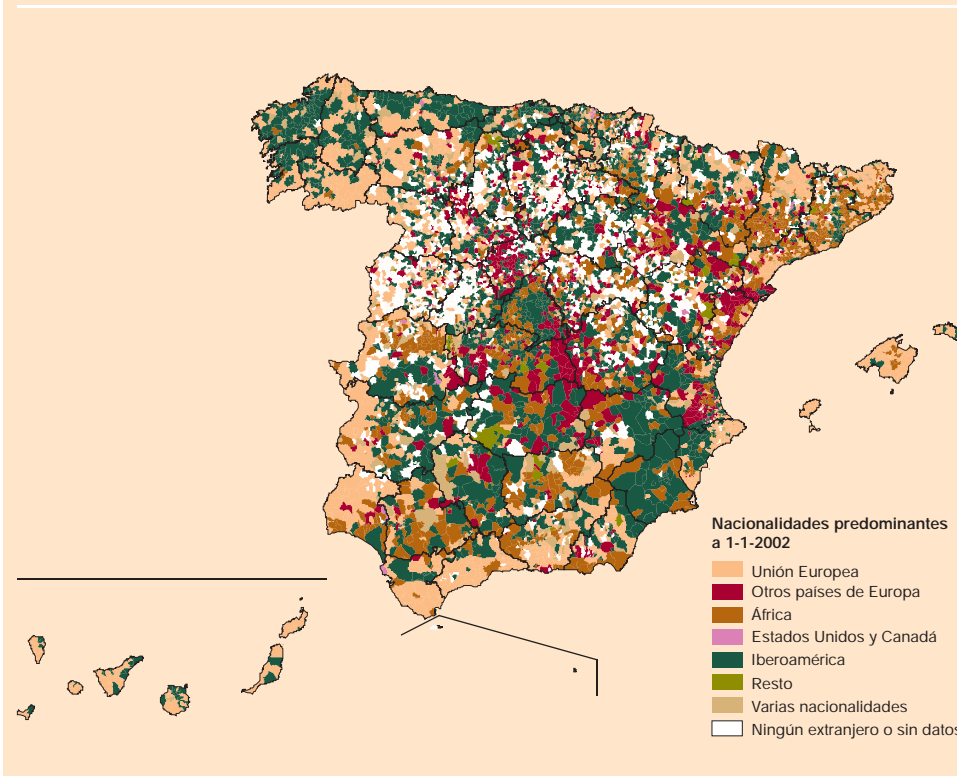 Nacionalidades predominantes
a 1-1-2002
Unión Europea
Otros países de Europa
África
Estados Unidos y Canadá
Iberoamérica
Resto
Varias nacionalidades
Ningún extranjero o sin datos